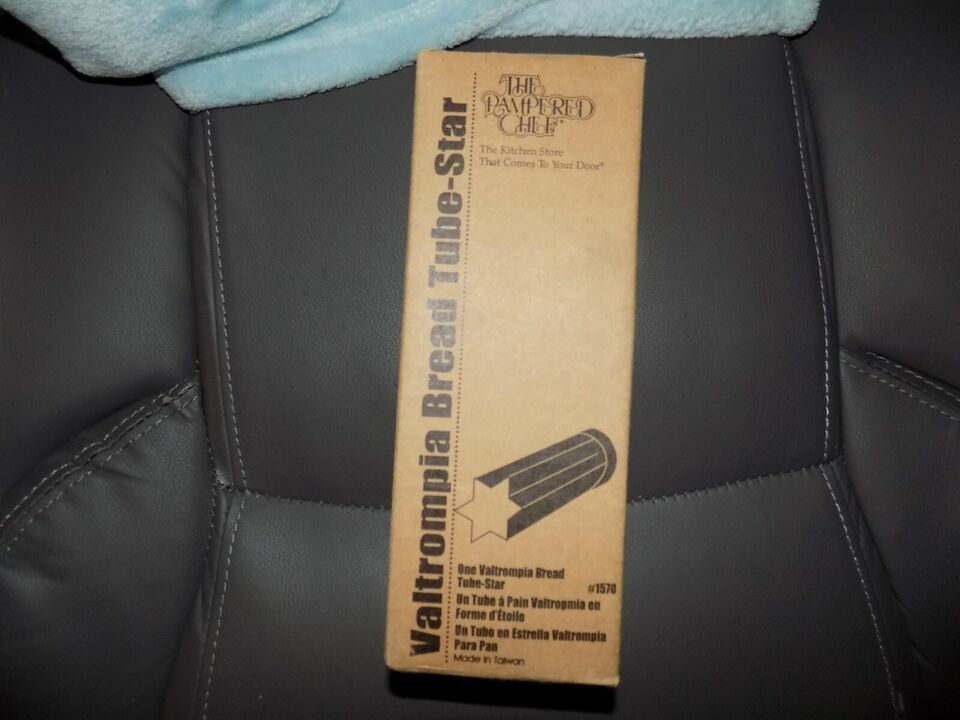 Valtrompia Bread Tube-Star
THE
PAMPERED
CHEF®
The Kitchen Store
That Comes To Your Door®
One Valtrompia Bread
Tube-Star #1570
Un Tube à Pain Valtropmia en
Forme d'Étoile
Un Tubo en Estrella Valtrompia
Para Pan
Made in Taiwan